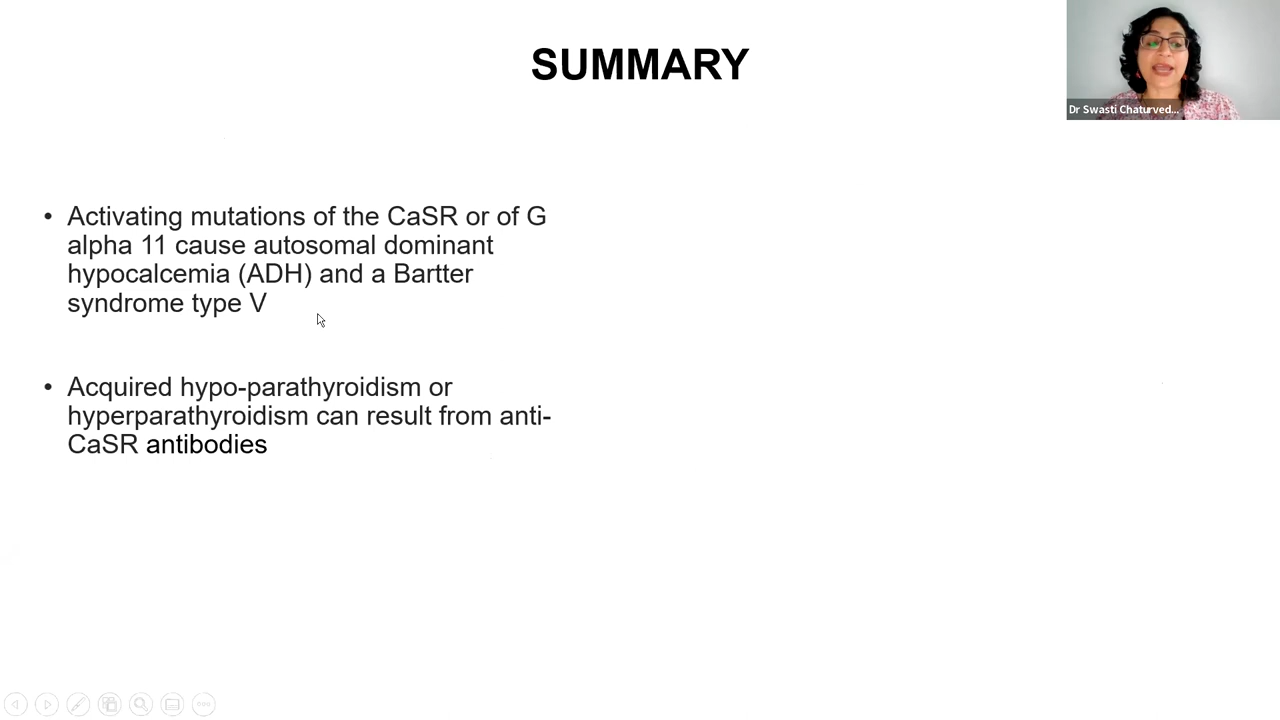 SUMMARY
Dr Swasti Chaturved...
• Activating mutations of the CaSR or of G
alpha 11 cause autosomal dominant
hypocalcemia (ADH) and a Bartter
syndrome type V
• Acquired hypo-parathyroidism or
hyperparathyroidism can result from anti-
CaSR antibodies